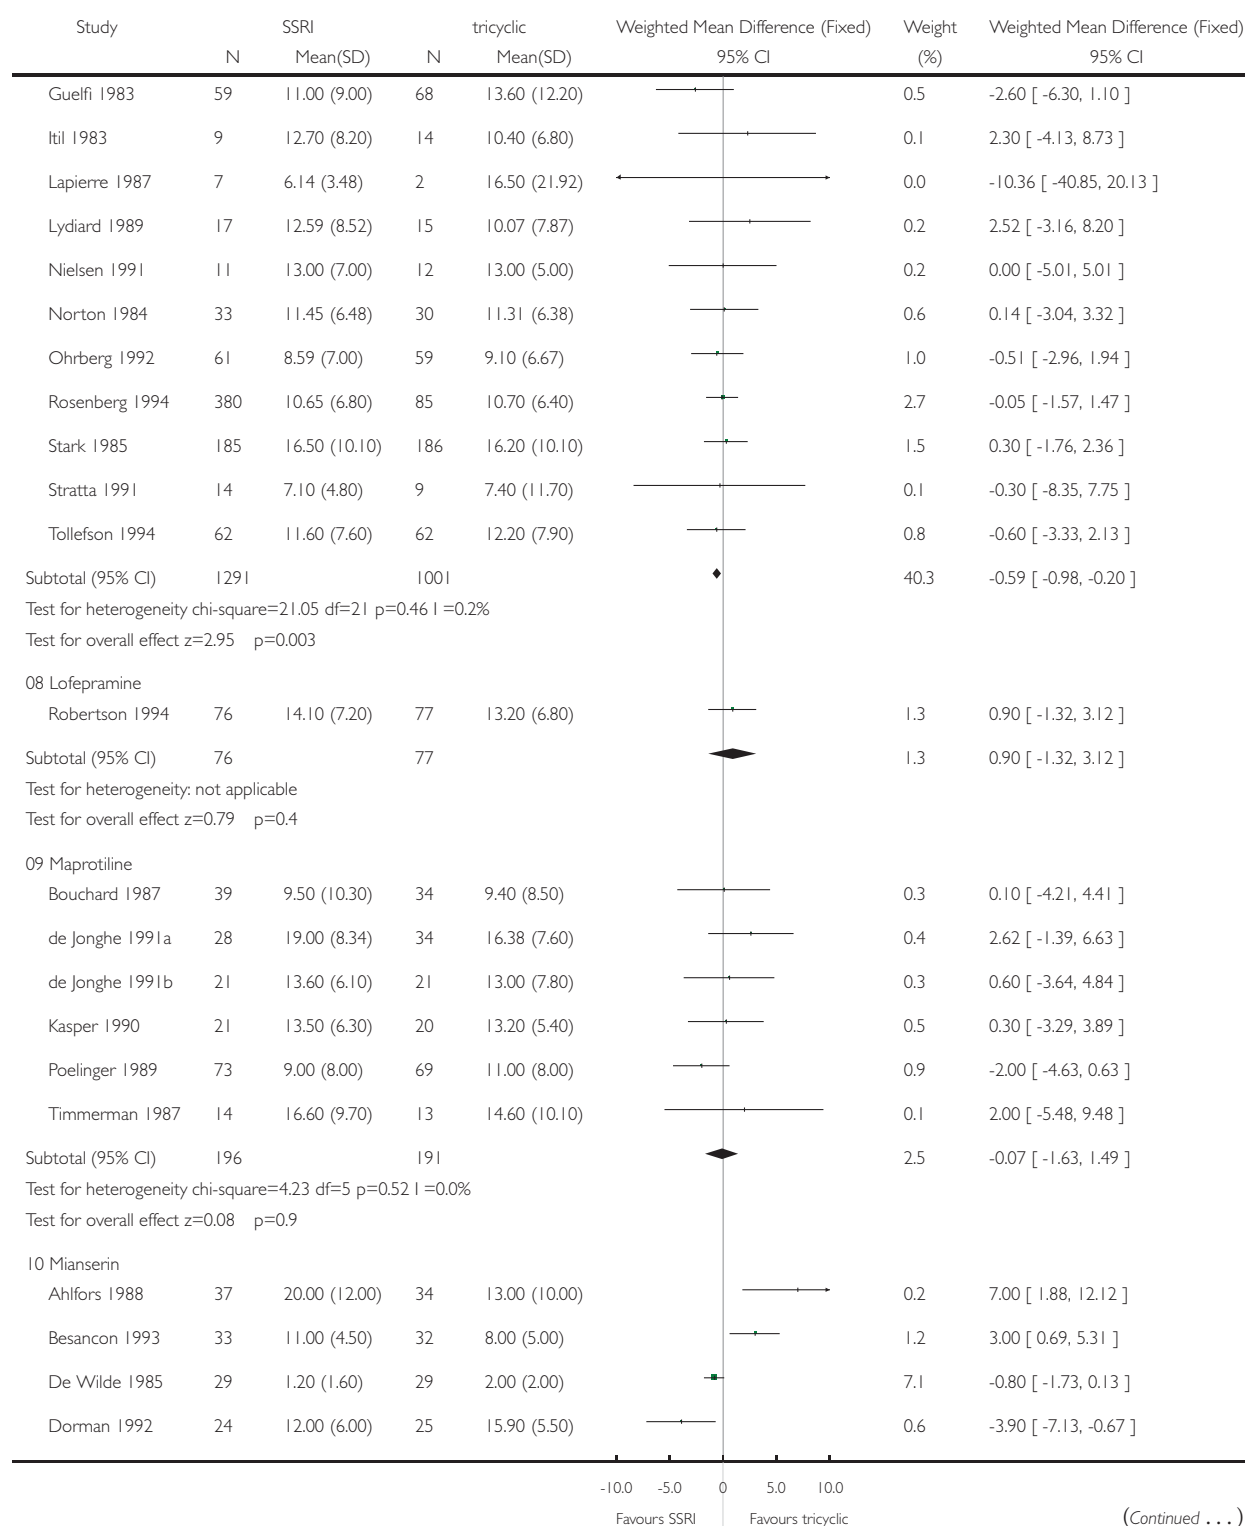 Study SSRI tricyclic Weighted Mean Difference (Fixed) Weight Weighted Mean Difference (Fixed)
N Mean(SD) N Mean(SD) 95% CI (%) 95% CI
Guelfi 1983 59 11.00 (9.00) 68 13.60 (12.20) 0.5 -2.60 [ -6.30, 1.10 ]
Itil 1983 9 12.70 (8.20) 14 10.40 (6.80) 0.1 2.30 [ -4.13, 8.73 ]
Lapierre 1987 7 6.14 (3.48) 2 16.50 (21.92) 0.0 -10.36 [ -40.85, 20.13 ]
Lydiard 1989 17 12.59 (8.52) 15 10.07 (7.87) 0.2 2.52 [ -3.16, 8.20 ]
Nielsen 1991 11 13.00 (7.00) 12 13.00 (5.00) 0.2 0.00 [ -5.01, 5.01 ]
Norton 1984 33 11.45 (6.48) 30 11.31 (6.38) 0.6 0.14 [ -3.04, 3.32 ]
Ohrberg 1992 61 8.59 (7.00) 59 9.10 (6.67) 1.0 -0.51 [ -2.96, 1.94 ]
Rosenberg 1994 380 10.65 (6.80) 85 10.70 (6.40) 2.7 -0.05 [ -1.57, 1.47 ]
Stark 1985 185 16.50 (10.10) 186 16.20 (10.10) 1.5 0.30 [ -1.76, 2.36 ]
Stratta 1991 14 7.10 (4.80) 9 7.40 (11.70) 0.1 -0.30 [ -8.35, 7.75 ]
Tollefson 1994 62 11.60 (7.60) 62 12.20 (7.90) 0.8 -0.60 [ -3.33, 2.13 ]
Subtotal (95% CI) 1291 1001 40.3 -0.59 [ -0.98, -0.20 ]
Test for heterogeneity chi-square=21.05 df=21 p=0.46 I =0.2%
Test for overall effect z=2.95 p=0.003
08 Lofepramine
Robertson 1994 76 14.10 (7.20) 77 13.20 (6.80) 1.3 0.90 [ -1.32, 3.12 ]
Subtotal (95% CI) 76 77 1.3 0.90 [ -1.32, 3.12 ]
Test for heterogeneity: not applicable
Test for overall effect z=0.79 p=0.4
09 Maprotiline
Bouchard 1987 39 9.50 (10.30) 34 9.40 (8.50) 0.3 0.10 [ -4.21, 4.41 ]
de Jonghe 1991a 28 19.00 (8.34) 34 16.38 (7.60) 0.4 2.62 [ -1.39, 6.63 ]
de Jonghe 1991b 21 13.60 (6.10) 21 13.00 (7.80) 0.3 0.60 [ -3.64, 4.84 ]
Kasper 1990 21 13.50 (6.30) 20 13.20 (5.40) 0.5 0.30 [ -3.29, 3.89 ]
Poelinger 1989 73 9.00 (8.00) 69 11.00 (8.00) 0.9 -2.00 [ -4.63, 0.63 ]
Timmerman 1987 14 16.60 (9.70) 13 14.60 (10.10) 0.1 2.00 [ -5.48, 9.48 ]
Subtotal (95% CI) 196 191 2.5 -0.07 [ -1.63, 1.49 ]
Test for heterogeneity chi-square=4.23 df=5 p=0.52 I =0.0%
Test for overall effect z=0.08 p=0.9
10 Mianserin
Ahlfors 1988 37 20.00 (12.00) 34 13.00 (10.00) 0.2 7.00 [ 1.88, 12.12 ]
Besancon 1993 33 11.00 (4.50) 32 8.00 (5.00) 1.2 3.00 [ 0.69, 5.31 ]
De Wilde 1985 29 1.20 (1.60) 29 2.00 (2.00) 7.1 -0.80 [ -1.73, 0.13 ]
Dorman 1992 24 12.00 (6.00) 25 15.90 (5.50) 0.6 -3.90 [ -7.13, -0.67 ]
-10.0 -5.0 0 5.0 10.0
Favours SSRI Favours tricyclic (Continued . . . )